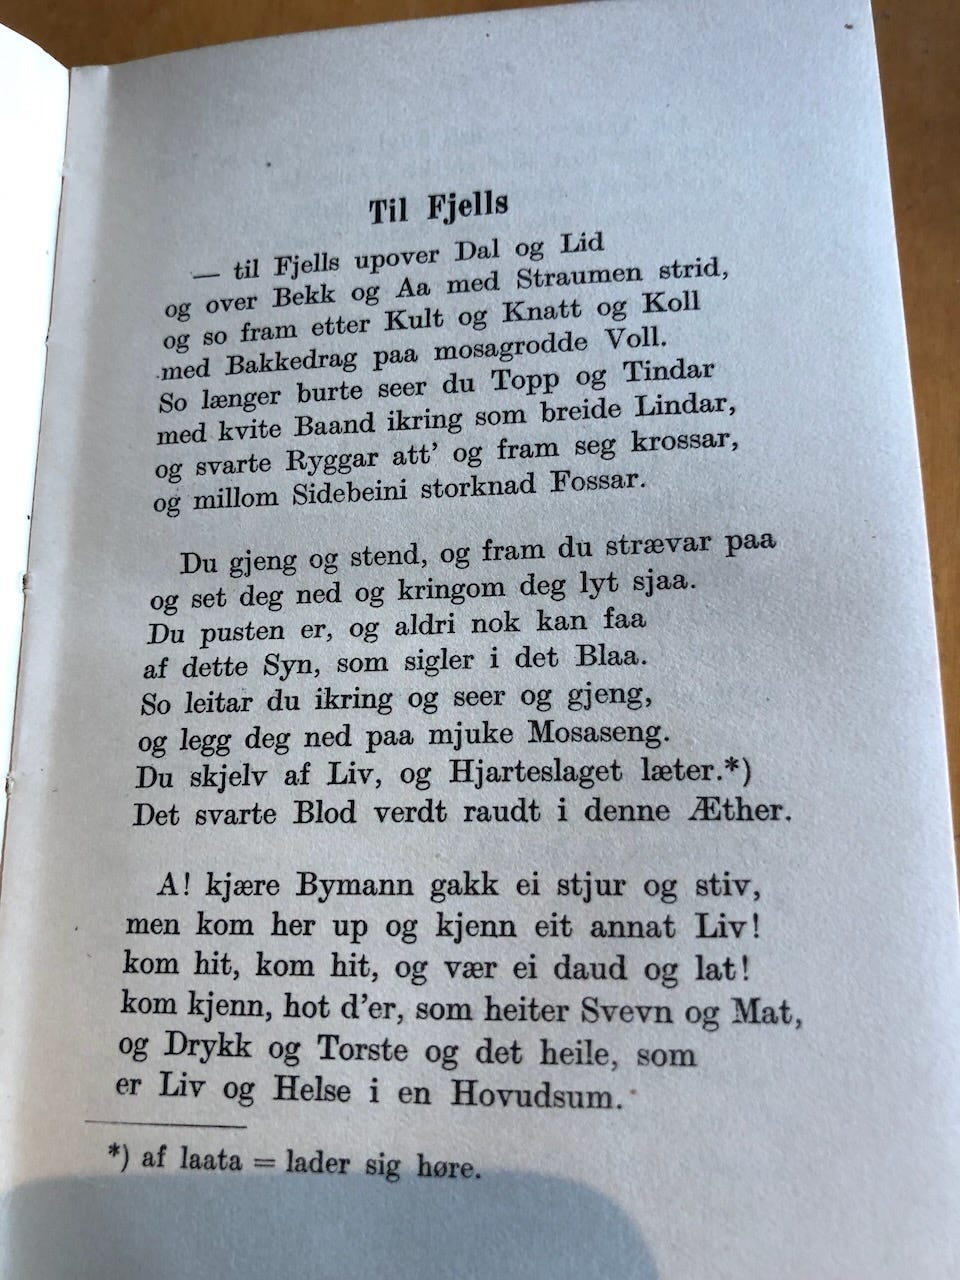 Til Fjells
— til Fjells upover Dal og Lid
og over Bekk og Aa med Straumen strid,
og so fram etter Kult og Knatt og Koll
med Bakkedrag paa mosagrodde Voll.
So længer burte seer du Topp og Tindar
med kvite Baand ikring som breide Lindar,
og svarte Ryggar att' og fram seg krossar,
og millom Sidebeini storknad Fossar.
Du gjeng og stend, og fram du strævar paa
og set deg ned og kringom deg lyt sjaa.
Du pusten er, og aldri nok kan faa
af dette Syn, som sigler i det Blaa.
So leitar du ikring og seer og gjeng,
og legg deg ned paa mjuke Mosaseng.
Du skjelv af Liv, og Hjarteslaget læter.*)
Det svarte Blod verdt raudt i denne Æther.
A! kjære Bymann gakk ei stjur og stiv,
men kom her up og kjenn eit annat Liv!
kom hit, kom hit, og vær ei daud og lat!
kom kjenn, hot d'er, som heiter Svevn og Mat,
og Drykk og Torste og det heile, som
er Liv og Helse i en Hovudsum.
*) af laata = lader sig høre.